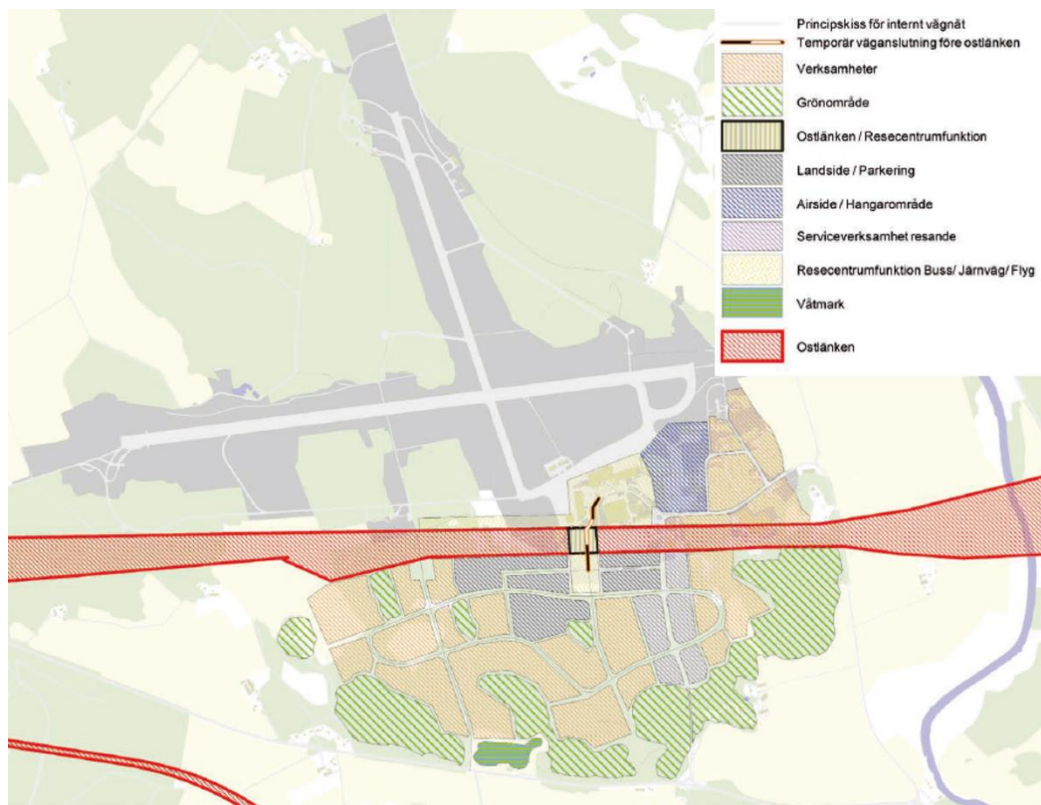 Principskiss för internt vägnät
Temporär väganslutning före ostlänken
Verksamheter
Grönområde
Ostlänken / Resecentrumfunktion
Landside / Parkering
Airside / Hangarområde
Serviceverksamhet resande
Resecentrumfunktion Buss/ Järnväg/ Flyg
Våtmark
Ostlänken